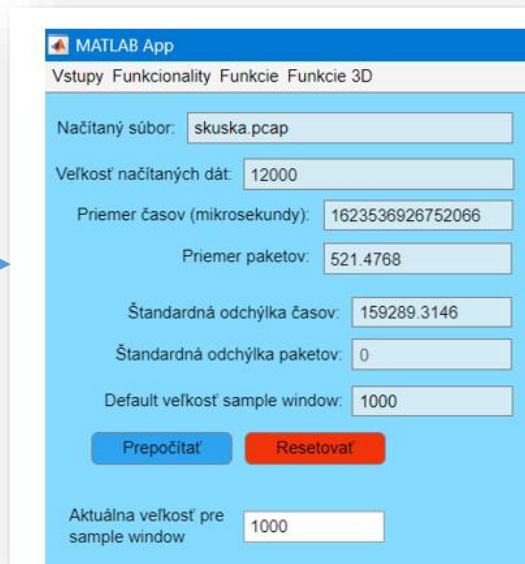 MATLAB App
Vstupy Funkcionality Funkcie Funkcie 3D
Načítaný súbor: skuska.pcap
Veľkosť načítaných dát: 12000
Priemer časov (mikrosekundy): 1623536926752066
Priemer paketov: 521.4768
Štandardná odchýlka časov: 159289.3146
Štandardná odchýlka paketov: 0
Default veľkosť sample window: 1000
Prepočítať Resetovať
Aktuálna veľkosť pre
sample window 1000